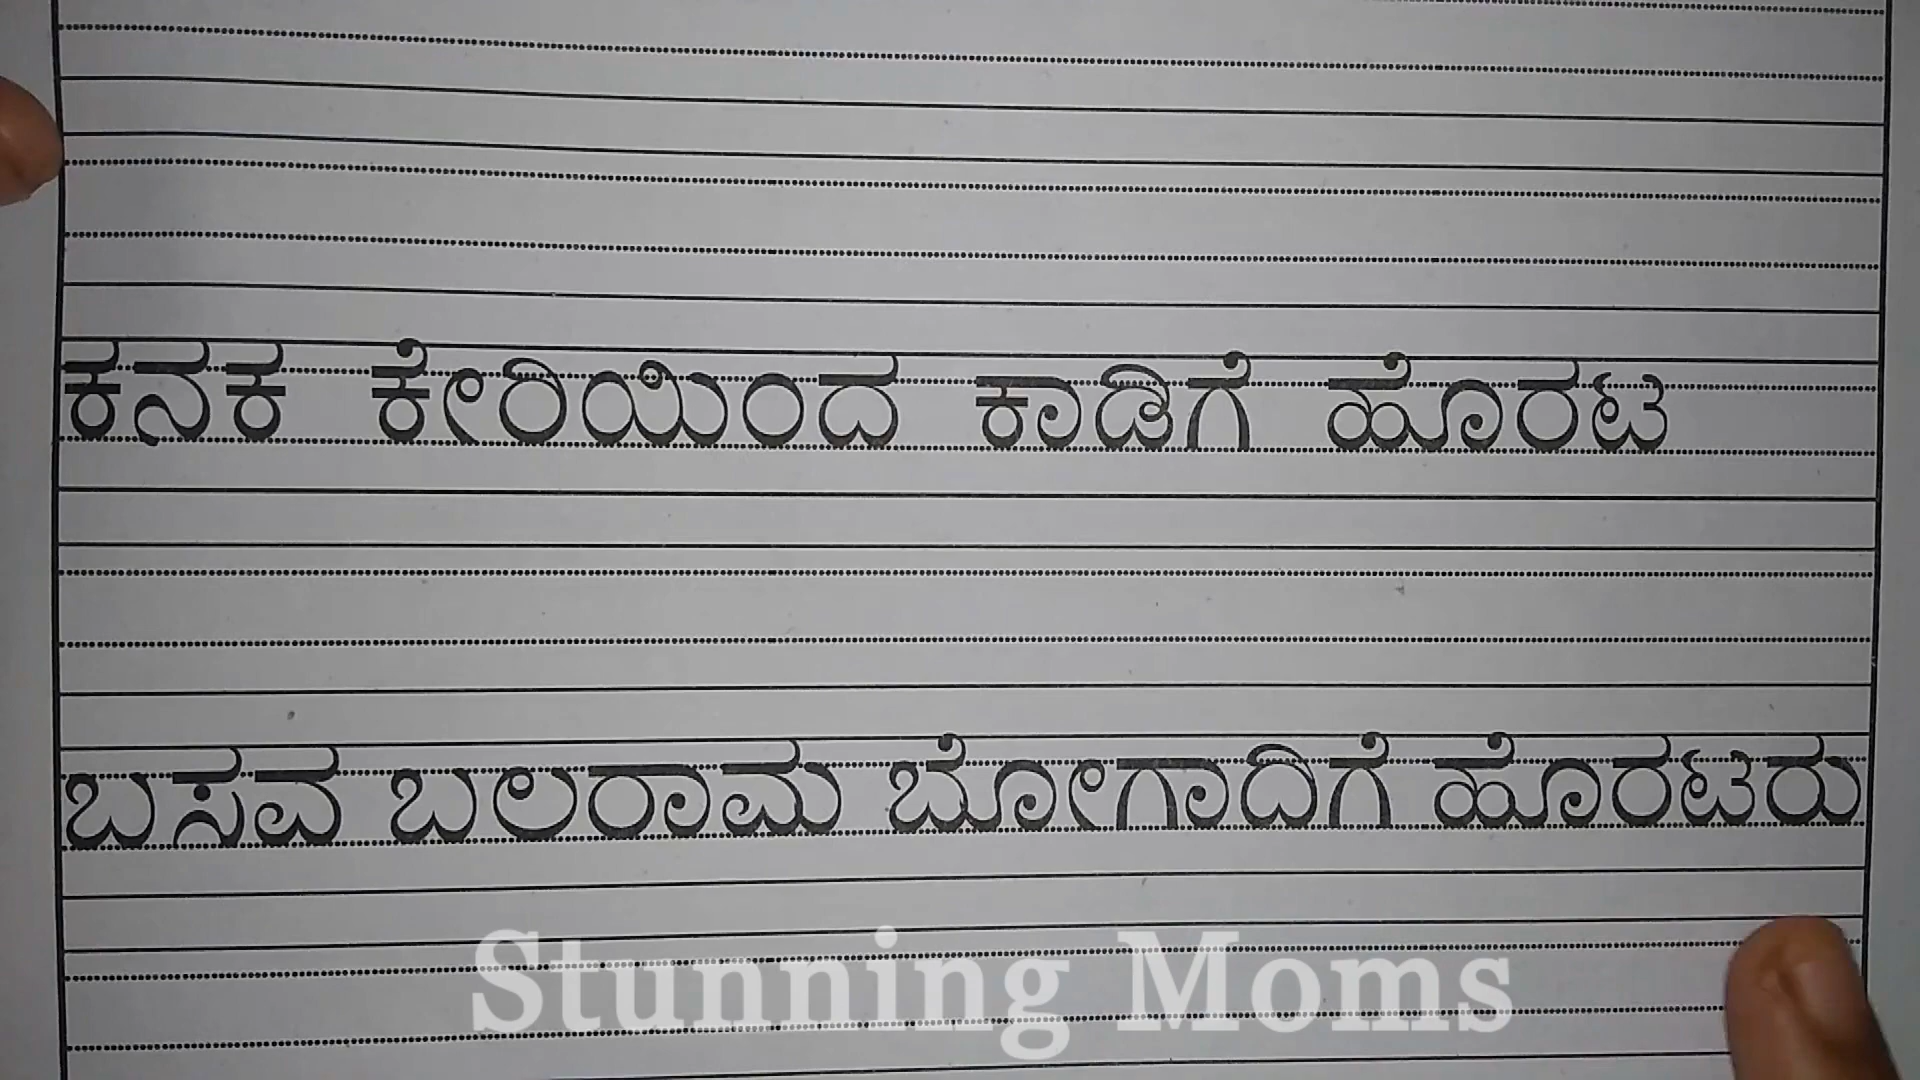 ಕನಕ ಕೇರಿಯಿಂದ ಕಾಡಿಗೆ ಹೊರಟ
ಬಸವ ಬಲರಾಮ ಬೋಗಾದಿಗೆ ಹೊರಟರು
Stunning Moms